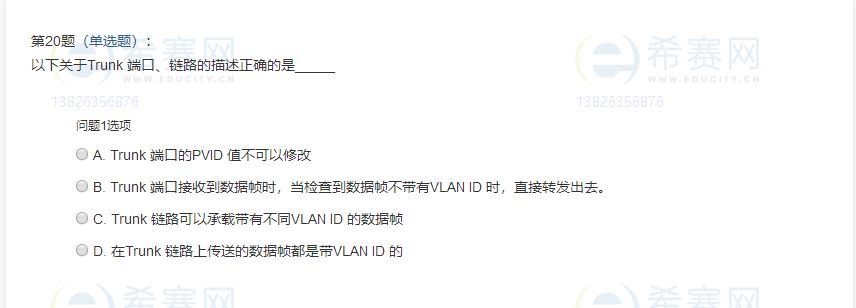 第20题（单选题）：
以下关于Trunk 端口、链路的描述正确的是_____
希赛网
WWW.EDUCITY.CN
希赛网
WWW.EDUCITY.CN
13826356876
13826356876
问题1选项
A. Trunk 端口的PVID 值不可以修改
B. Trunk 端口接收到数据帧时，当检查到数据帧不带有VLAN ID 时，直接转发出去。
C. Trunk 链路可以承载带有不同VLAN ID 的数据帧
D. 在Trunk 链路上传送的数据帧都是带VLAN ID 的
希赛网
希赛网